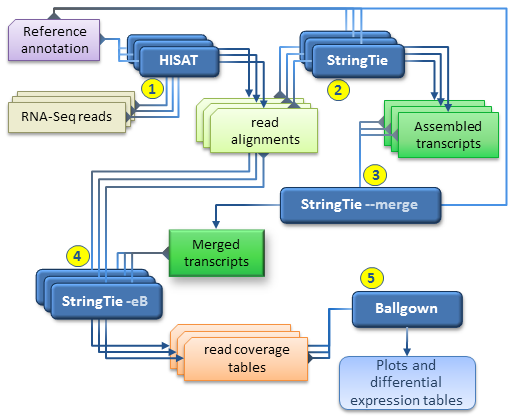 Reference
annotation
HISAT
StringTie
1
2
RNA-Seq reads
read
alignments
Assembled
transcripts
3
StringTie --merge
4
Merged
transcripts
StringTie -eB
5
Ballgown
read coverage
tables
Plots and
differential
expression tables